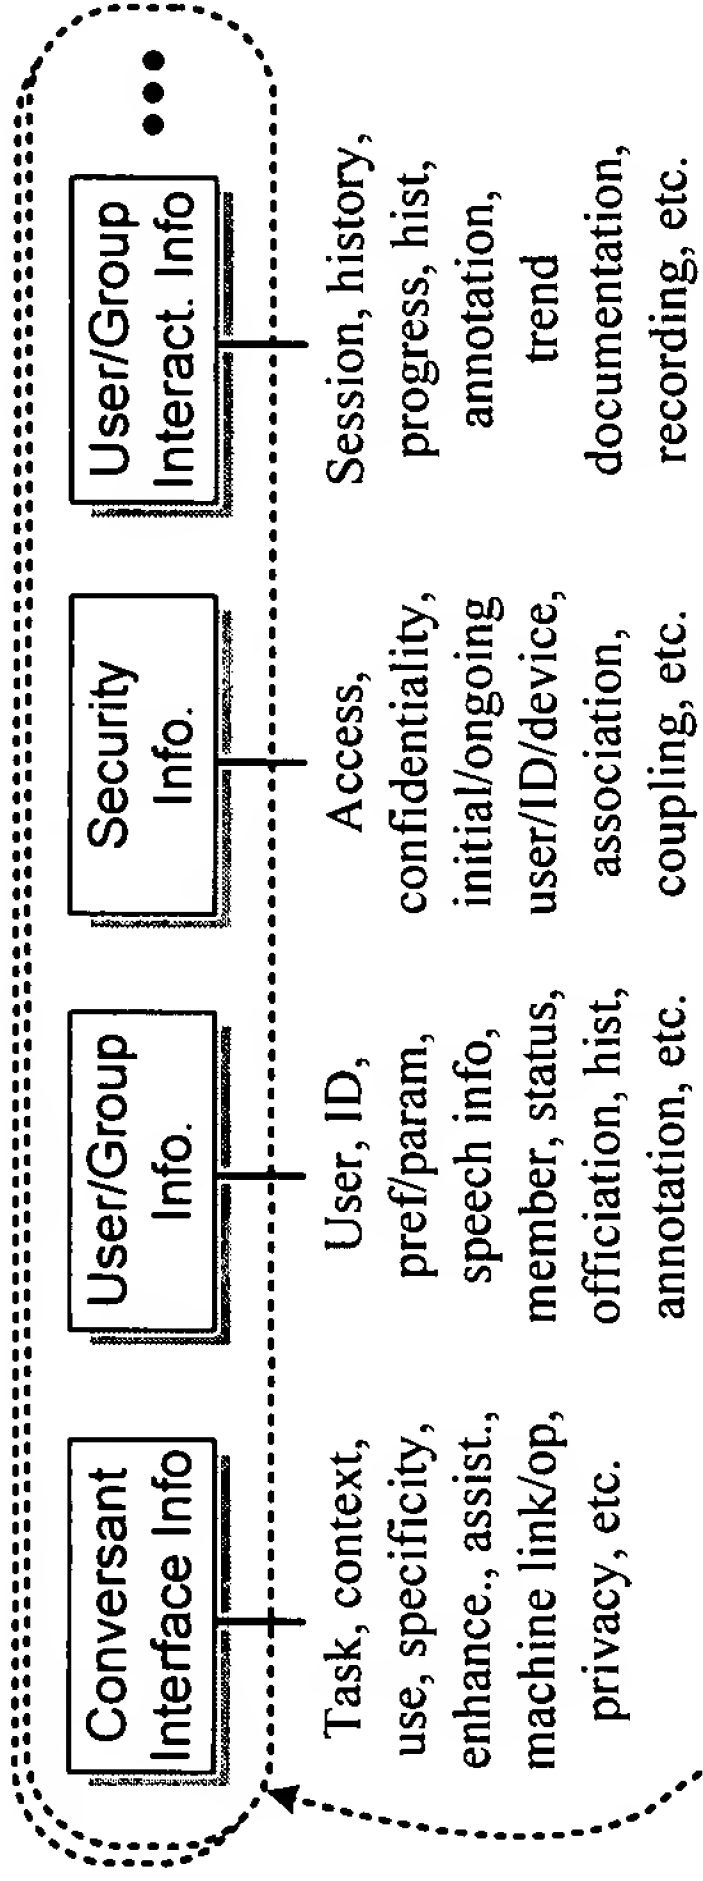 Conversant
Interface Info
Task, context,
use, specificity,
enhance., assist.,
machine link/op,
privacy, etc.
User/Group
Info.
User, ID,
pref/param,
speech info,
member, status,
officiation, hist,
annotation, etc.
Security
Info.
Access,
confidentiality,
initial/ongoing
user/ID/device,
association,
coupling, etc.
User/Group
Interact. Info
Session, history,
progress, hist,
annotation,
trend
documentation,
recording, etc.